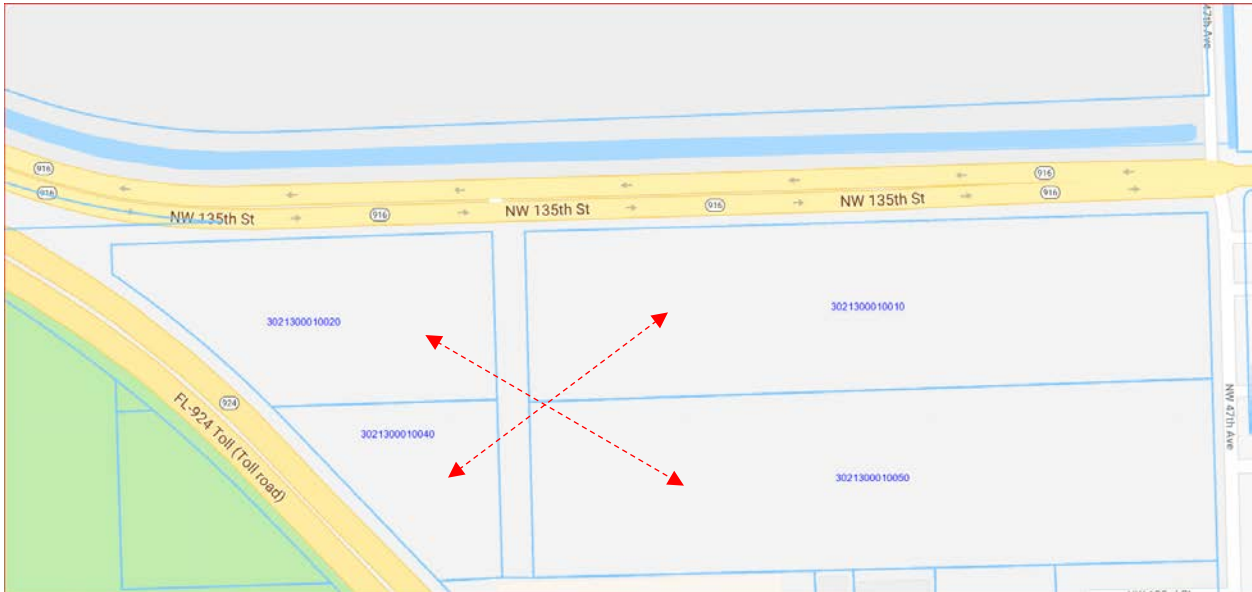 47th Ave
916
916
916
916
NW 135th St
916
NW 135th St
916
NW 135th St
3021300010020
3021300010010
924
FL-924 Toll (Toll road)
3021300010040
NW 47th Ave
3021300010050